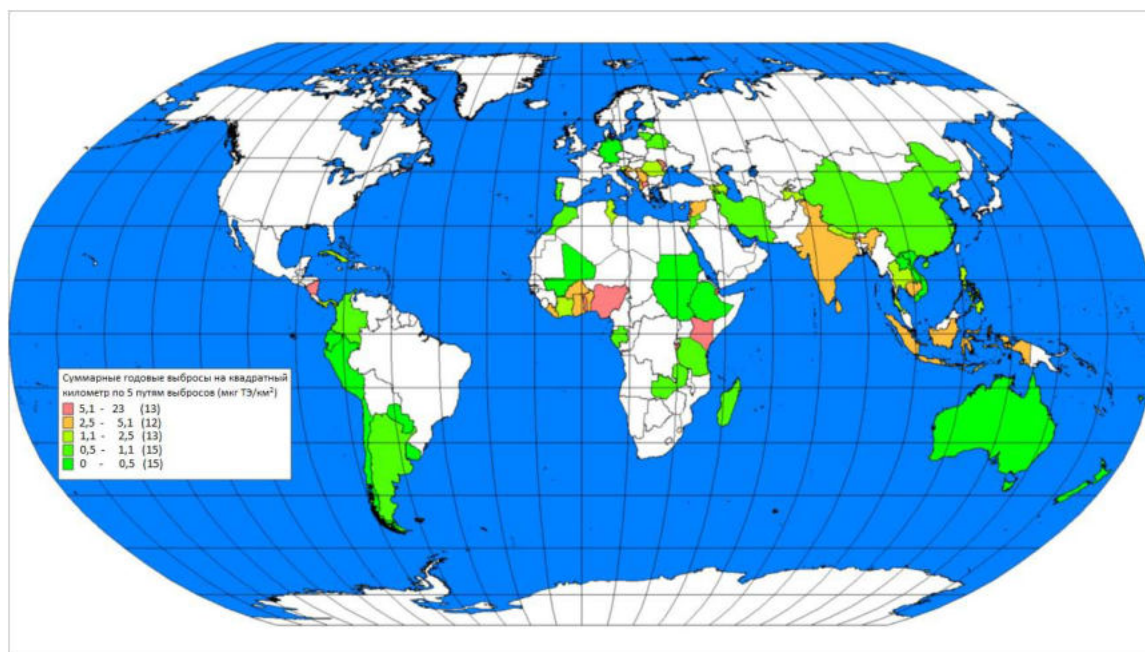 Суммарные годовые выбросы на квадратный
километр по 5 путям выбросов (мкг ТЭ/км²)
5,1 - 23 (13)
2,5 - 5,1 (12)
1,1 - 2,5 (13)
0,5 - 1,1 (15)
0 - 0,5 (15)